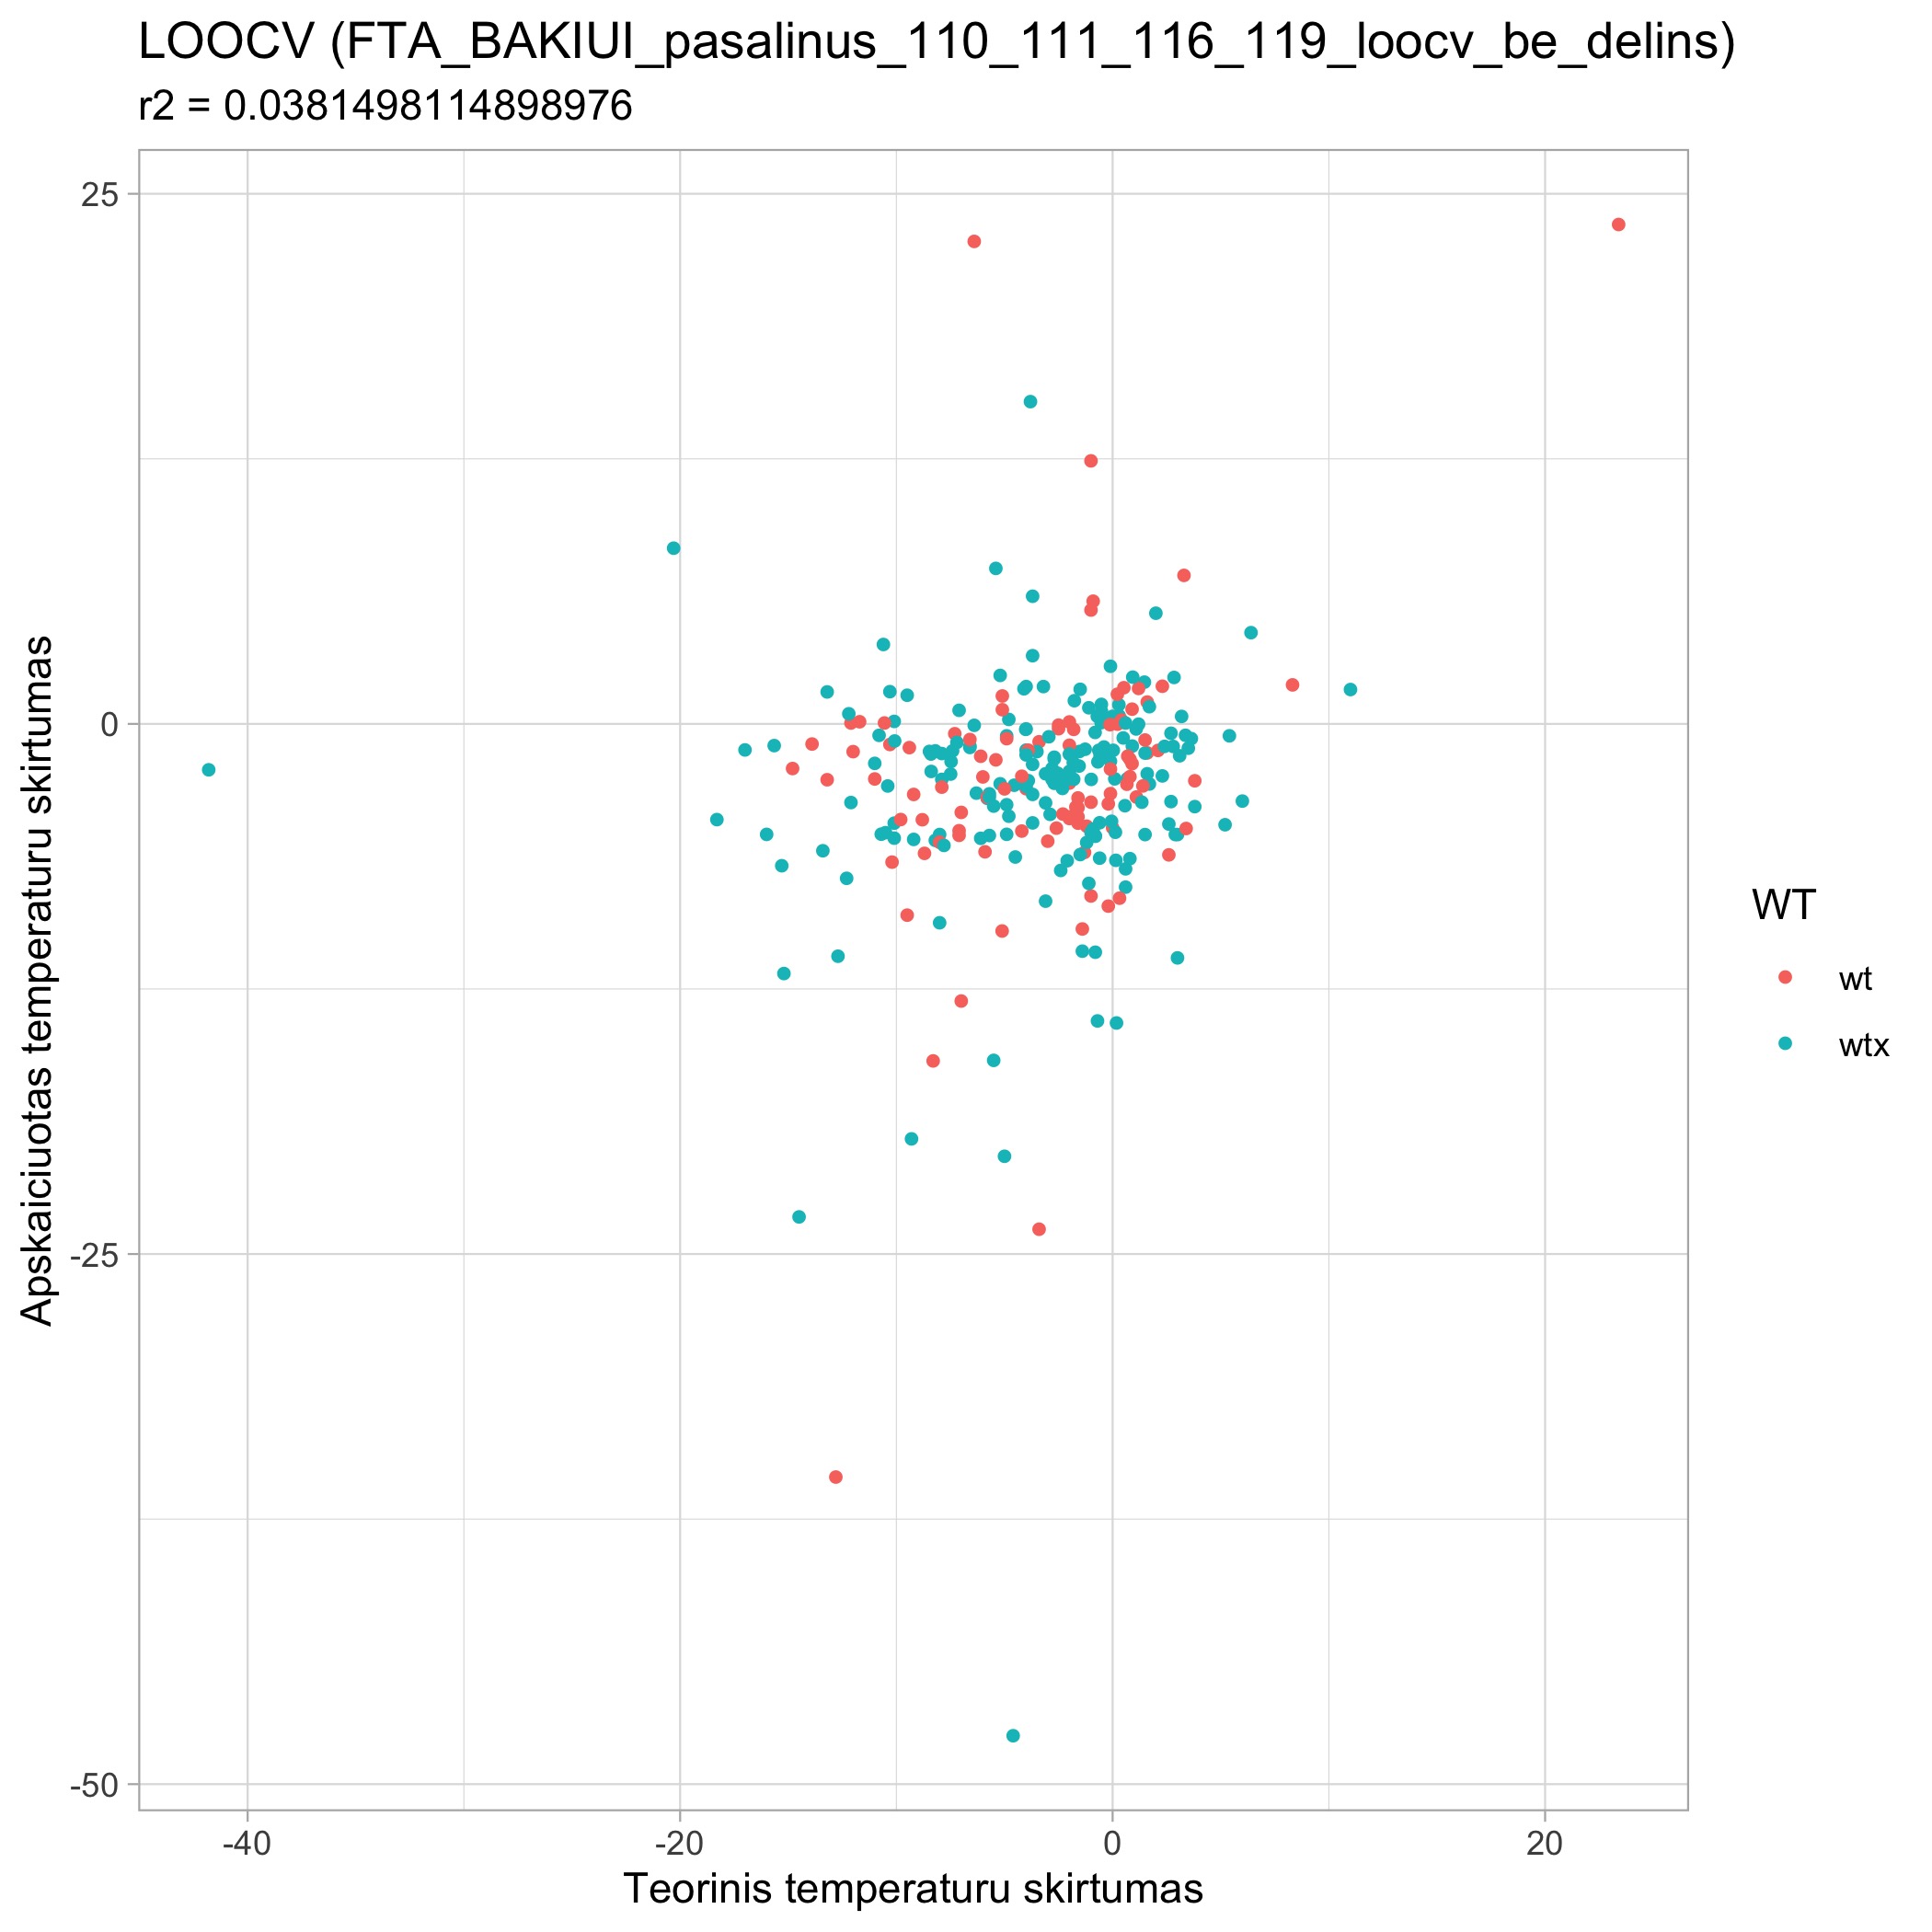 LOOCV (FTA_BAKIUI_pasalinus_110_111_116_119_loocv_be_delins)
r2 = 0.0381498114898976
Apskaiciuotas temperaturu skirtumas
25
0
-25
-50
-40
-20
0
20
Teorinis temperaturu skirtumas
WT
wt
wtx